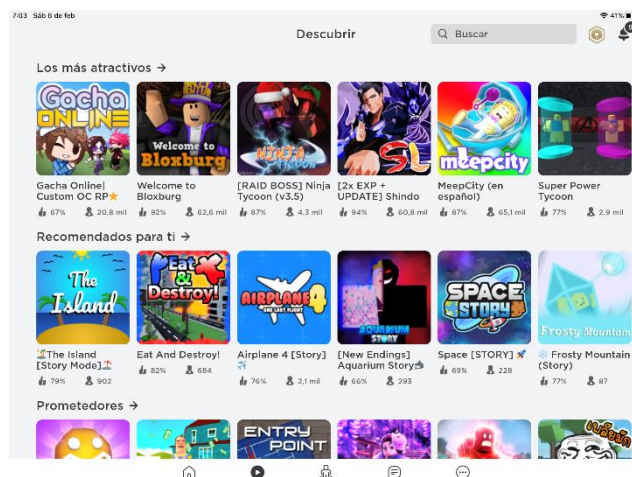 7:03 Sáb 6 de feb
41%
Descubrir
Buscar
Los más atractivos →
Gacha
ONLINE
Welcome to
Bloxburg
NINJA
TYCOON
SL
meepcity
Gacha Online|
Custom OC RP
67% 20,8 mil
Welcome to
Bloxburg
92% 62,6 mil
[RAID BOSS] Ninja
Tycoon (v3.5)
87% 4,3 mil
[2x EXP +
UPDATE] Shindo
94% 60,8 mil
MeepCity (en
español)
87% 65,1 mil
Super Power
Tycoon
77% 2,9 mil
Recomendados para ti →
The
Island
Eat
&
Destroy!
AIRPLANE 4
ONE LAST FLIGHT
AQUARIUM
STORY
SPACE
STORY
Frosty Mountain
The Island
[Story Mode]
79% 902
Eat And Destroy!
82% 684
Airplane 4 [Story]
76% 2,1 mil
[New Endings]
Aquarium Story
66% 293
Space [STORY]
69% 228
Frosty Mountain
(Story)
77% 87
Prometedores →
ENTRY
POINT